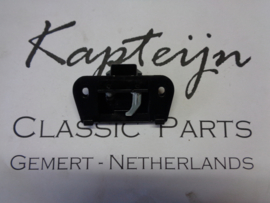 Kapteijn
Classic Parts
Gemert - Netherlands